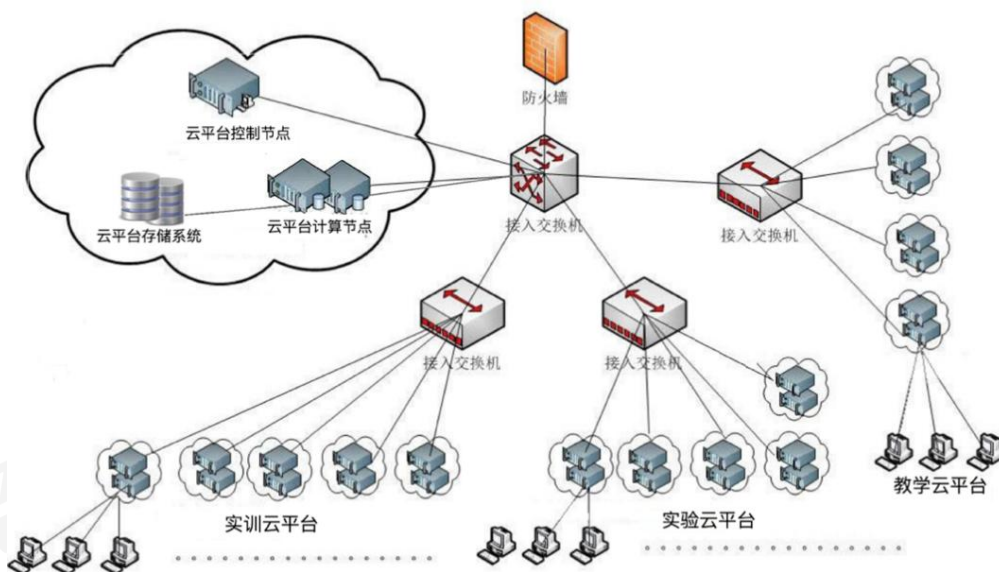 防火墙
云平台控制节点
接入交换机
接入交换机
云平台存储系统
云平台计算节点
接入交换机
接入交换机
教学云平台
实训云平台
实验云平台